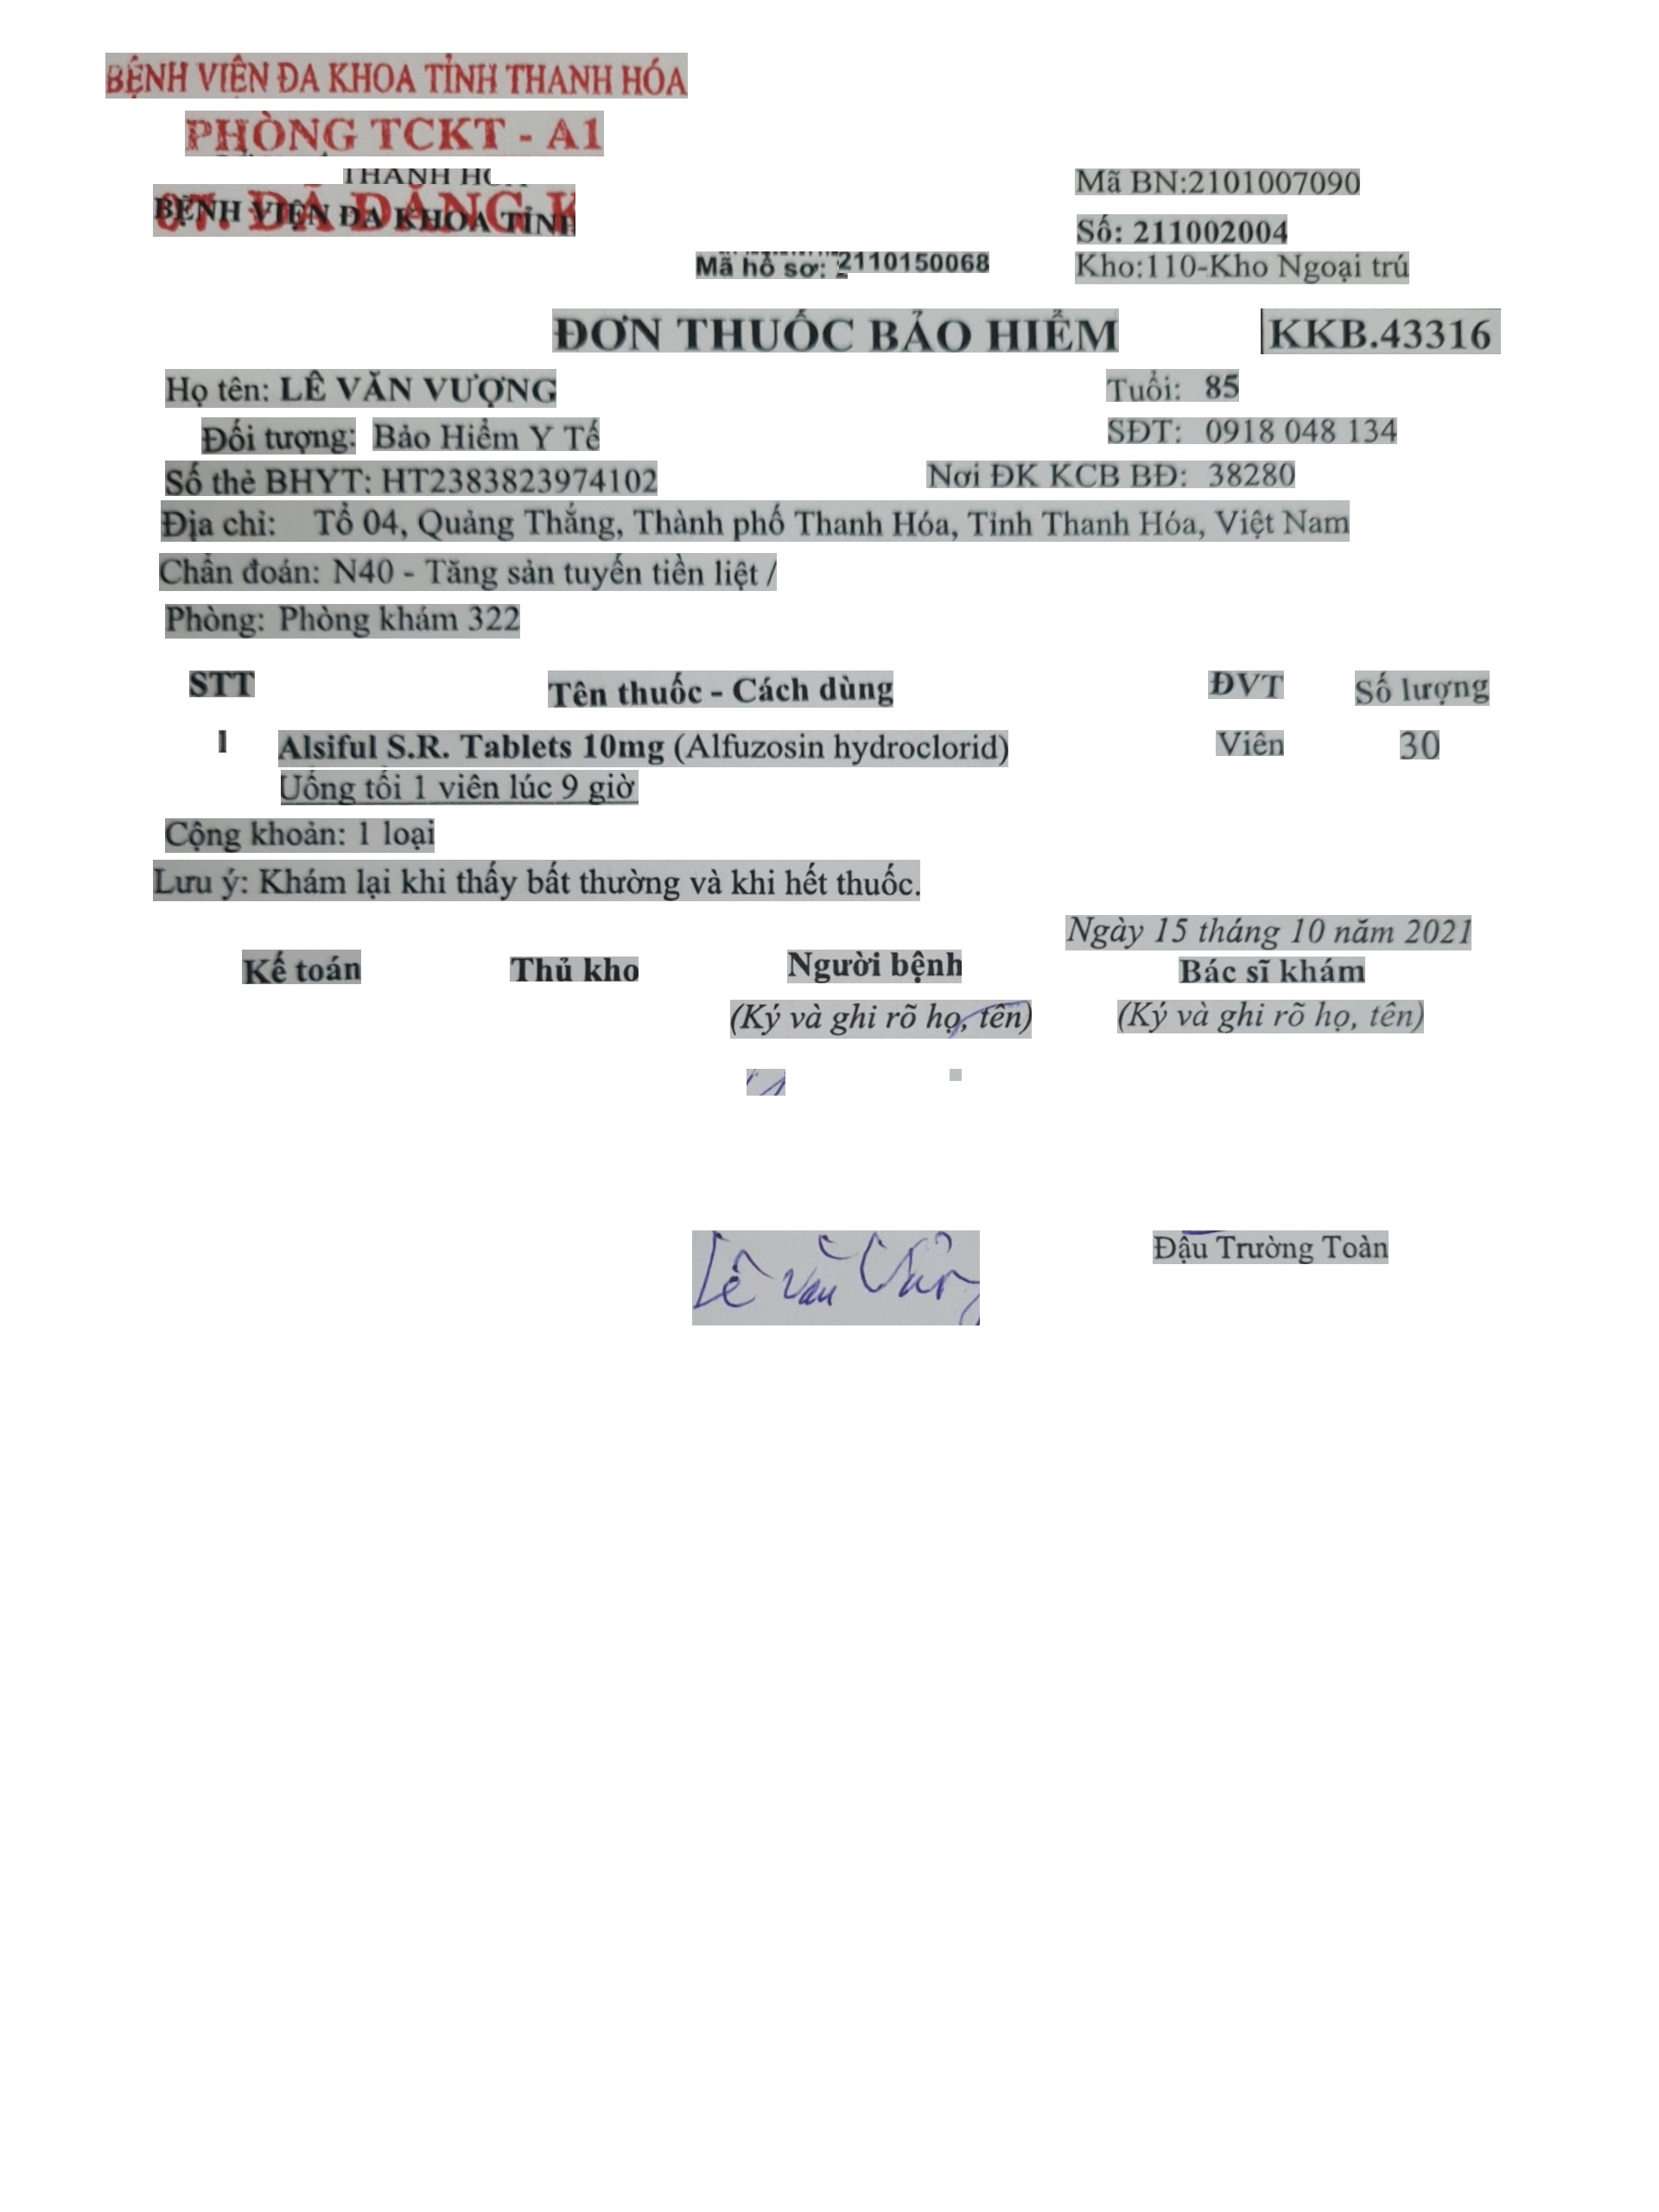 BỆNH VIỆN ĐA KHOA TỈNH THANH HÓA
PHÒNG TCKT - A1
THANH HÓA
Mã BN:2101007090
07. ĐÃ ĐĂNG K
BỆNH VIỆN ĐA KHOA TỈNH
Số: 211002004
Mã hồ sơ: 2110150068
Kho:110-Kho Ngoại trú
ĐƠN THUỐC BẢO HIỂM KKB.43316
Họ tên: LÊ VĂN VƯỢNG Tuổi: 85
Đối tượng: Bảo Hiểm Y Tế SĐT: 0918 048 134
Số thẻ BHYT: HT2383823974102 Nơi ĐK KCB BĐ: 38280
Địa chỉ: Tổ 04, Quảng Thắng, Thành phố Thanh Hóa, Tỉnh Thanh Hóa, Việt Nam
Chẩn đoán: N40 - Tăng sản tuyến tiền liệt /
Phòng: Phòng khám 322
STT Tên thuốc - Cách dùng ĐVT Số lượng
1 Alsiful S.R. Tablets 10mg (Alfuzosin hydroclorid) Viên 30
Uống tối 1 viên lúc 9 giờ
Cộng khoản: 1 loại
Lưu ý: Khám lại khi thấy bất thường và khi hết thuốc.
Ngày 15 tháng 10 năm 2021
Kế toán Thủ kho Người bệnh Bác sĩ khám
(Ký và ghi rõ họ, tên) (Ký và ghi rõ họ, tên)
Lê Văn
Đậu Trường Toàn